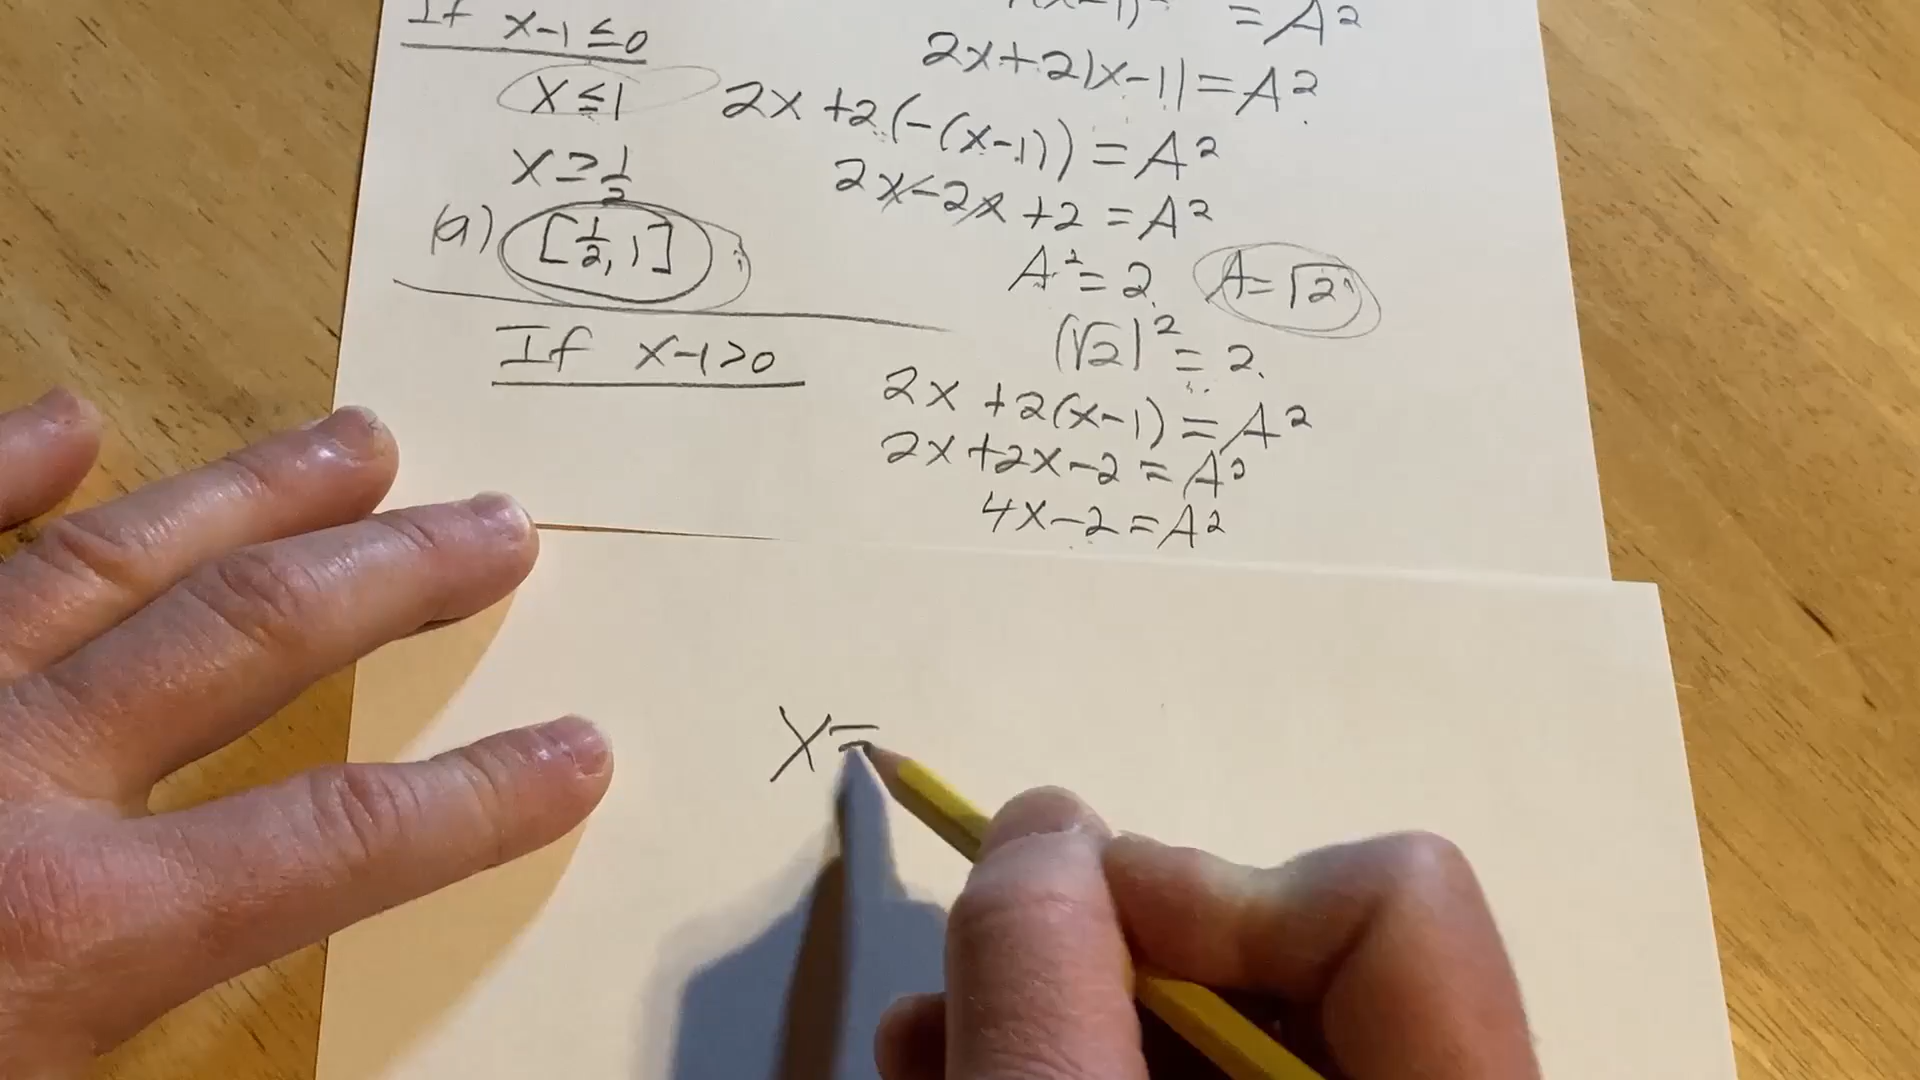 If x-1≤0
= A²
2x+2|x-1| = A²
x≤1
2x+2(-(x-1)) = A²
x≥1/2
2x-2x+2 = A²
(a) [1/2, 1]
A²=2 A=√2
If x-1>0
(√2)²=2
2x+2(x-1) = A²
2x+2x-2 = A²
4x-2=A²
x=